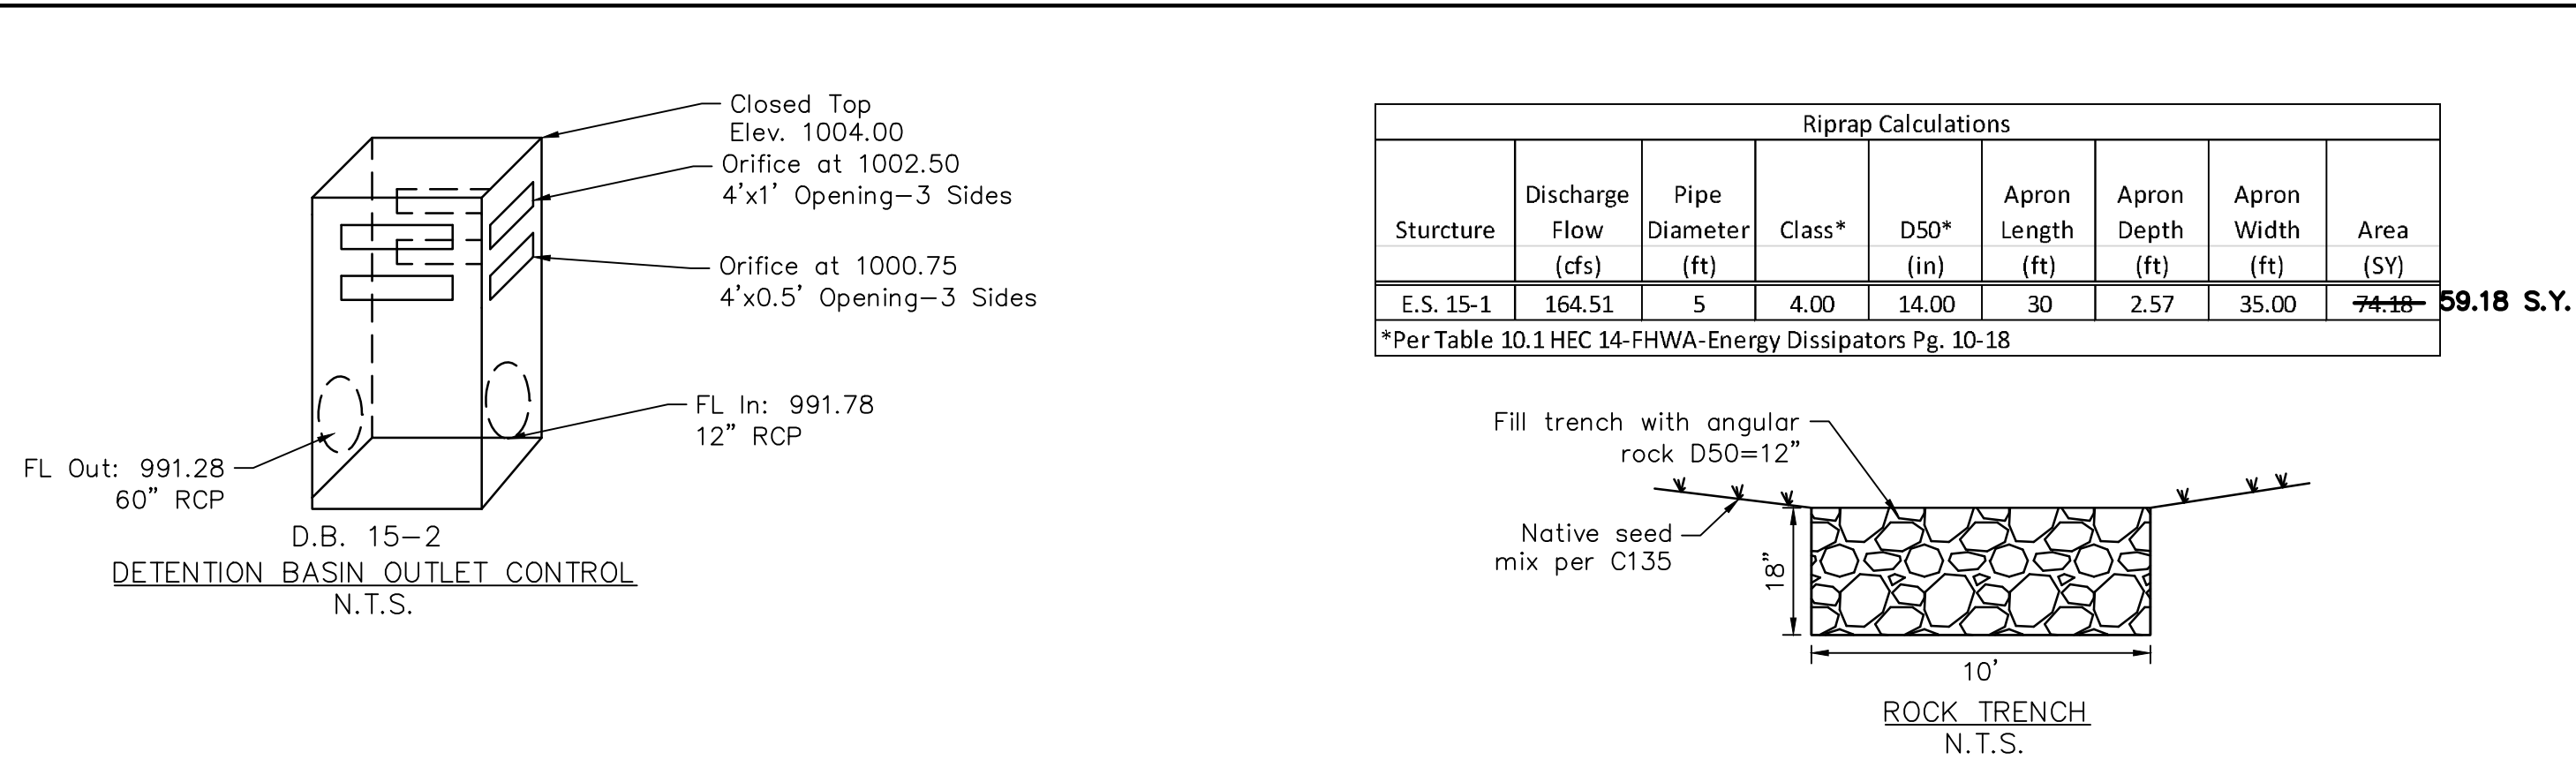 Closed Top
Elev. 1004.00
Orifice at 1002.50
4'x1' Opening-3 Sides
Orifice at 1000.75
4'x0.5' Opening-3 Sides
FL In: 991.78
12" RCP
FL Out: 991.28
60" RCP
D.B. 15-2
DETENTION BASIN OUTLET CONTROL
N.T.S.
Riprap Calculations
Sturcture Discharge Flow (cfs) Pipe Diameter (ft) Class* D50* (in) Apron Length (ft) Apron Depth (ft) Apron Width (ft) Area (SY)
E.S. 15-1 164.51 5 4.00 14.00 30 2.57 35.00 74.18 59.18 S.Y.
*Per Table 10.1 HEC 14-FHWA-Energy Dissipators Pg. 10-18
Fill trench with angular
rock D50=12"
Native seed
mix per C135
18"
10'
ROCK TRENCH
N.T.S.